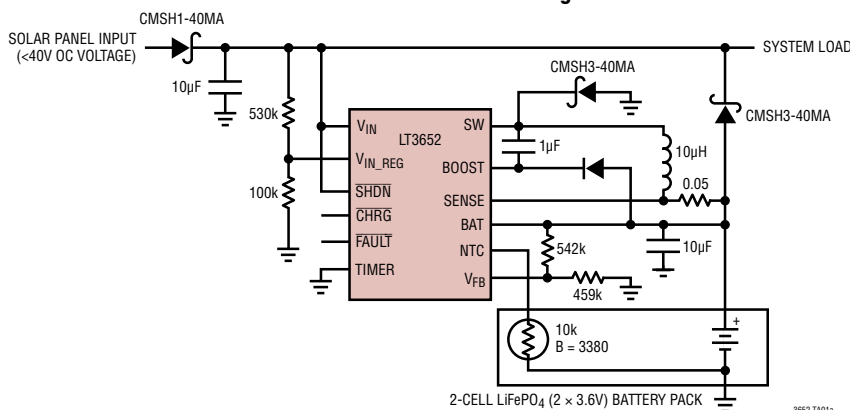 CMSH1-40MA
SOLAR PANEL INPUT
(<40V OC VOLTAGE)
SYSTEM LOAD
10µF
530k
100k
CMSH3-40MA
CMSH3-40MA
LT3652
VIN
VIN_REG
SHDN
CHRG
FAULT
TIMER
SW
BOOST
SENSE
BAT
NTC
VFB
1µF
10µH
0.05
542k
459k
10µF
10k
B = 3380
+
2-CELL LiFePO4 (2 × 3.6V) BATTERY PACK
3652 TA01a